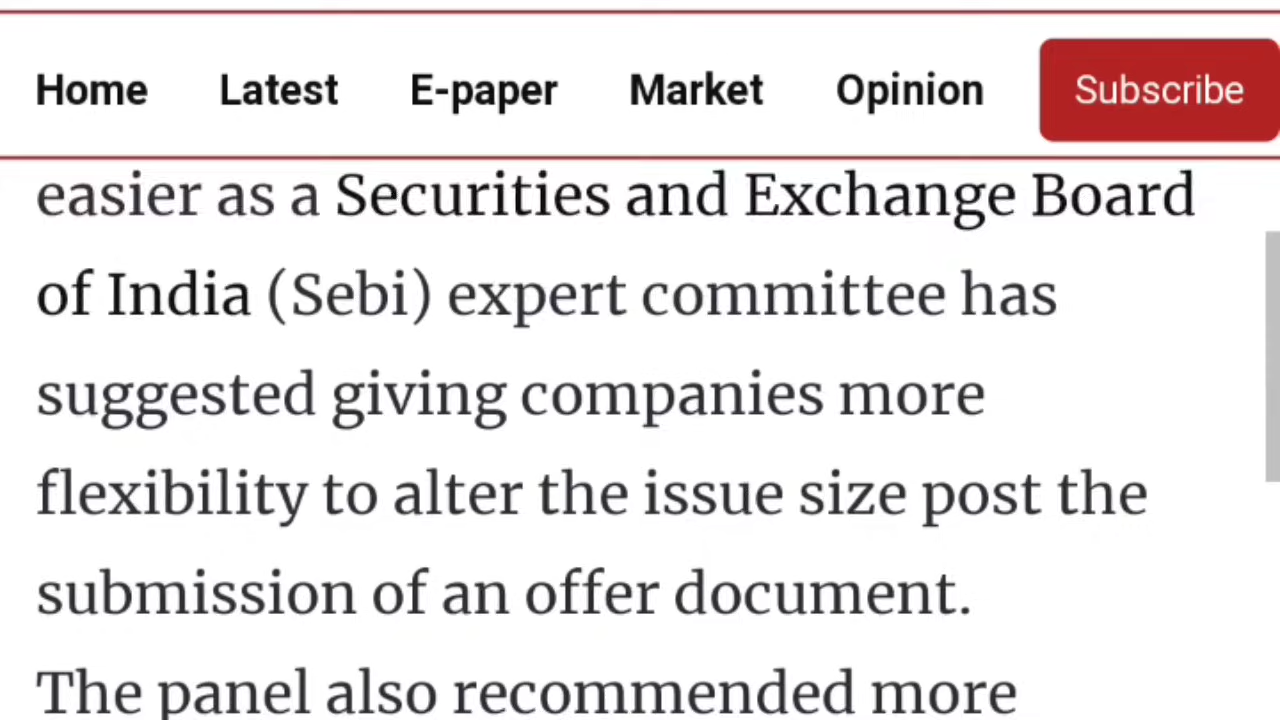 Home Latest E-paper Market Opinion Subscribe
easier as a Securities and Exchange Board
of India (Sebi) expert committee has
suggested giving companies more
flexibility to alter the issue size post the
submission of an offer document.
The panel also recommended more